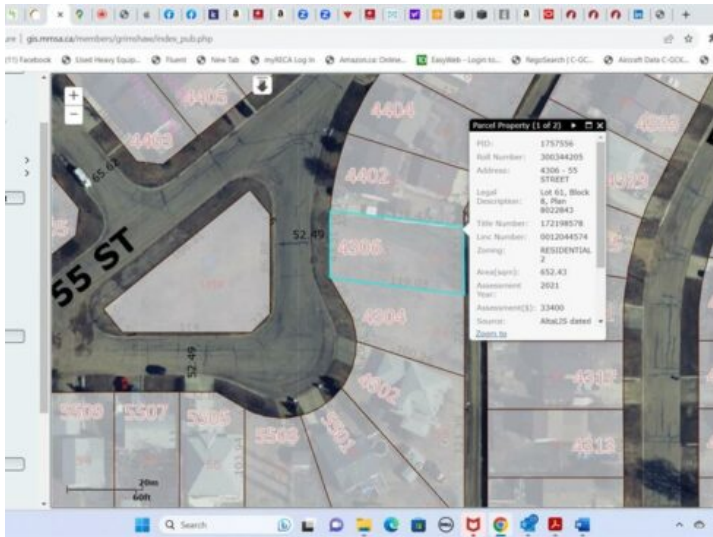 gis.mmsa.ca/members/grimshaw/index_pub.php
(11) Facebook Used Heavy Equip... Fluent New Tab myRECA Log In Amazon.ca: Online... EasyWeb - Login to... RegoSearch (C-GC... Aircraft Data C-GCK...
+
−
4405
4403
65.62
55 ST
4404
4402
52.49
4306
4304
4302
52.49
5509
5507
5505
5503
4313
20m
60ft
Parcel Property (1 of 2)
PID: 1757556
Roll Number: 300344205
Address: 4306 - 55
STREET
Legal Description: Lot 61, Block
8, Plan
8022843
Title Number: 172198578
Linc Number: 0012044574
Zoning: RESIDENTIAL
2
Area(sqm): 652.43
Assessment Year: 2021
Assessment($): 33400
Source: AltaLIS dated
Zoom to
Search